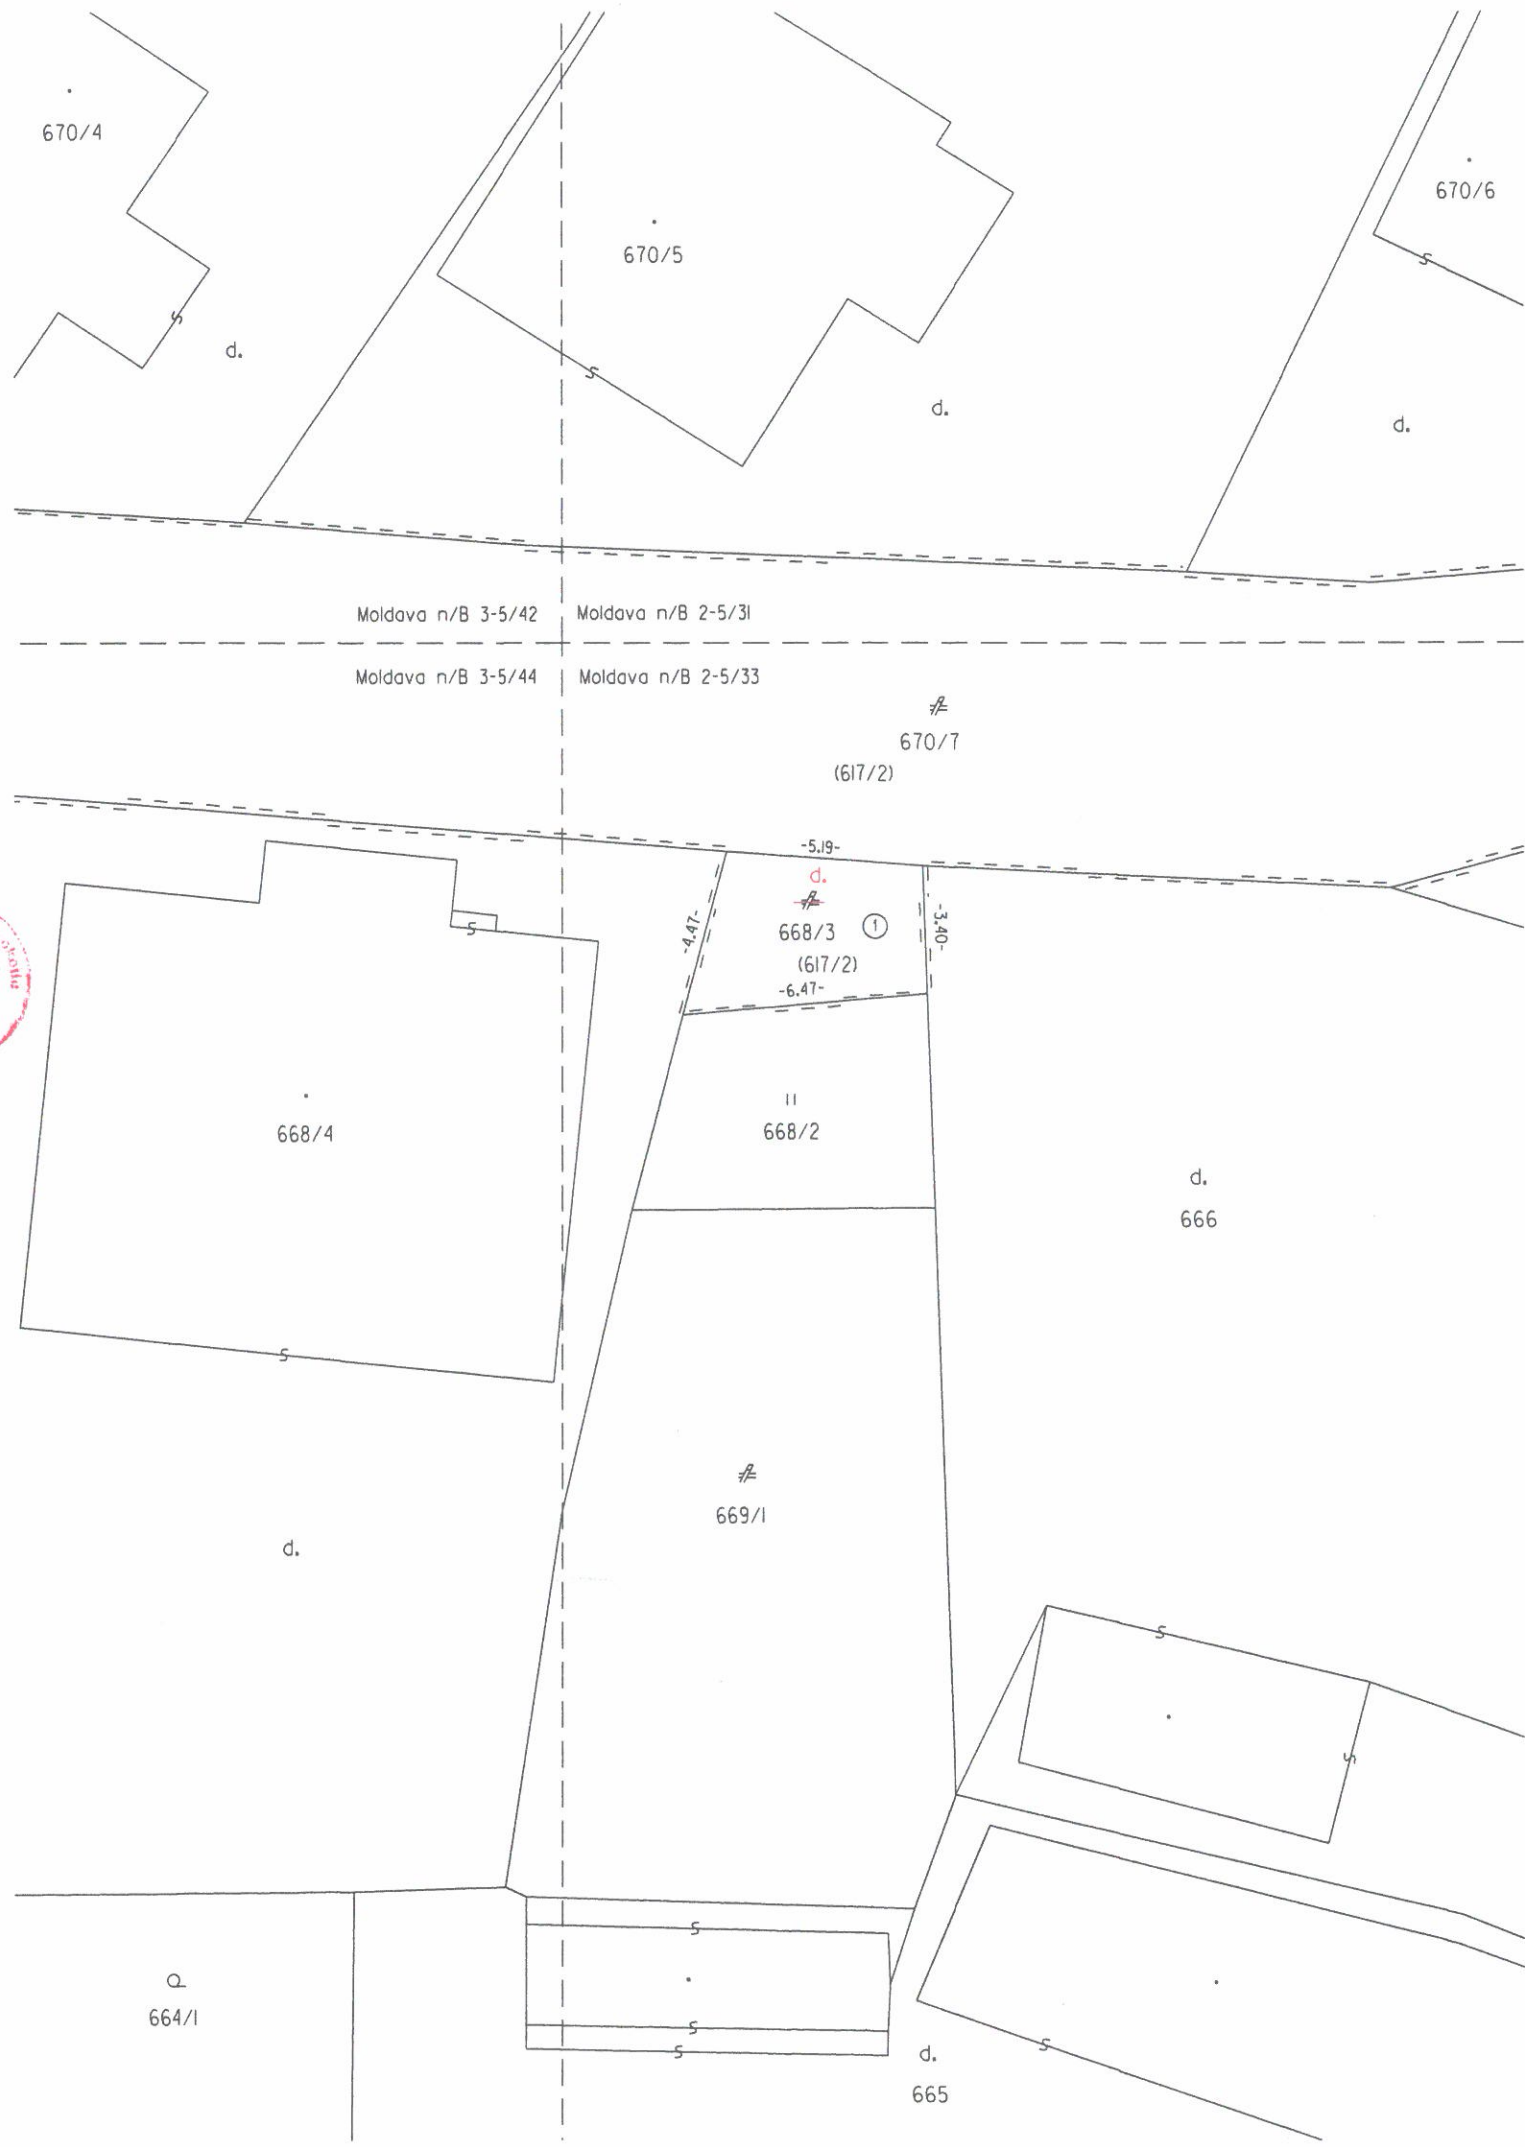 670/4
670/5
670/6
s
s
s
d.
d.
d.
Moldava n/B 3-5/42
Moldava n/B 2-5/31
Moldava n/B 3-5/44
Moldava n/B 2-5/33
670/7
(617/2)
-5.19-
d.
668/3
1
(617/2)
-4.47-
-3.40-
-6.47-
s
668/4
668/2
d.
666
s
669/1
d.
s
s
664/1
s
s
s
s
d.
665